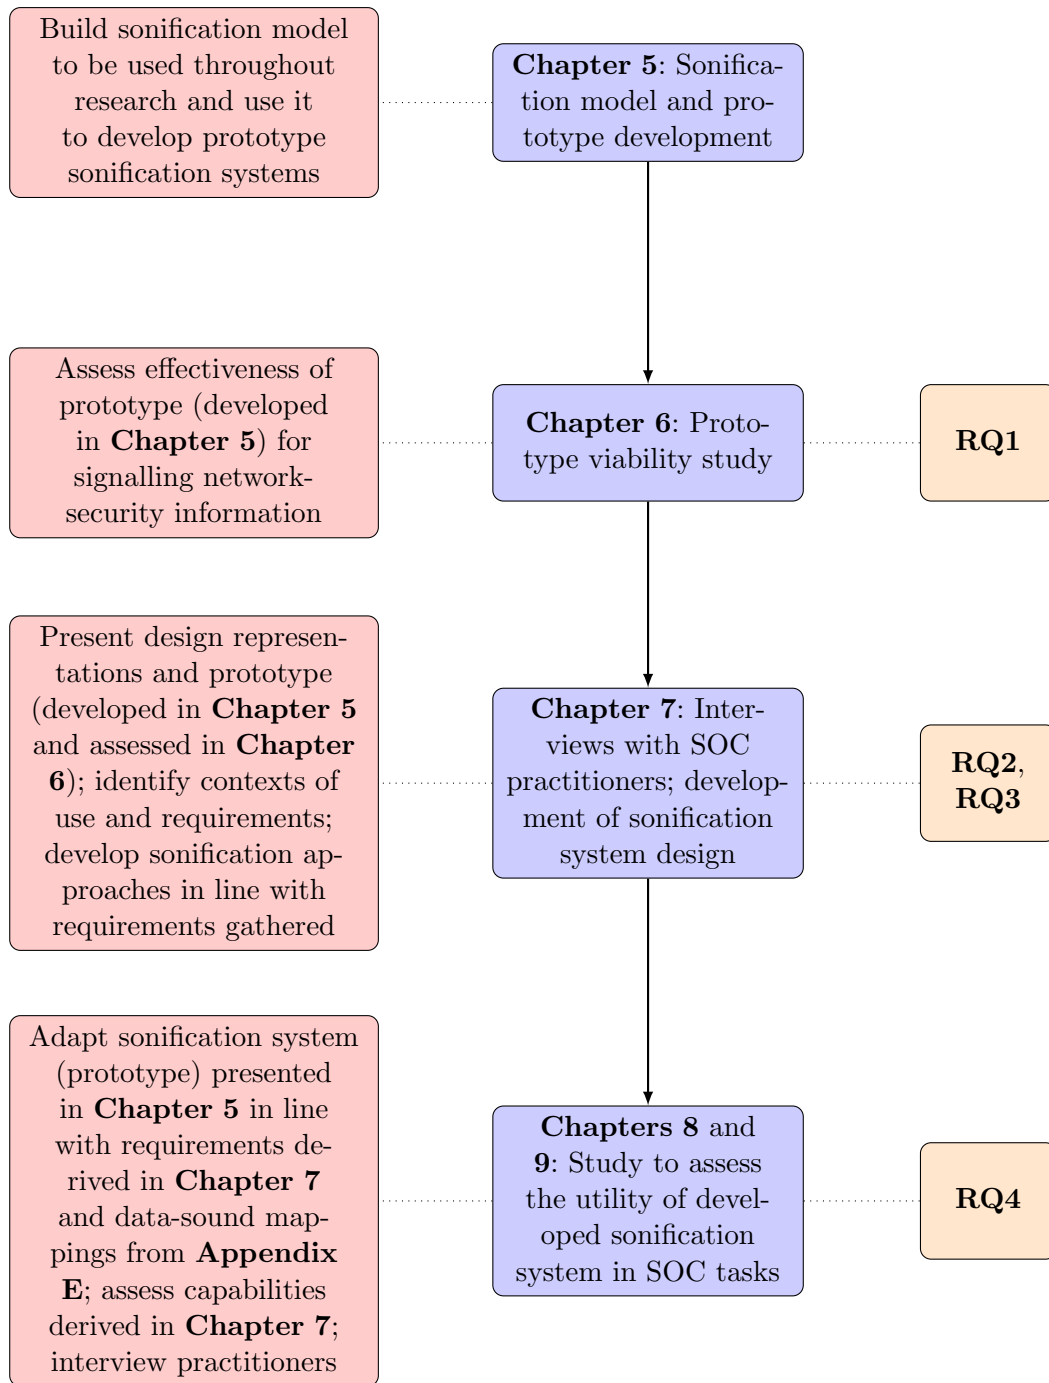 Build sonification model
to be used throughout
research and use it
to develop prototype
sonification systems
Chapter 5: Sonifica-
tion model and pro-
totype development
Assess effectiveness of
prototype (developed
in Chapter 5) for
signalling network-
security information
Chapter 6: Proto-
type viability study
RQ1
Present design represen-
tations and prototype
(developed in Chapter 5
and assessed in Chapter
6); identify contexts of
use and requirements;
develop sonification ap-
proaches in line with
requirements gathered
Chapter 7: Inter-
views with SOC
practitioners; develop-
ment of sonification
system design
RQ2,
RQ3
Adapt sonification system
(prototype) presented
in Chapter 5 in line
with requirements de-
rived in Chapter 7
and data-sound map-
pings from Appendix
E; assess capabilities
derived in Chapter 7;
interview practitioners
Chapters 8 and
9: Study to assess
the utility of devel-
oped sonification
system in SOC tasks
RQ4